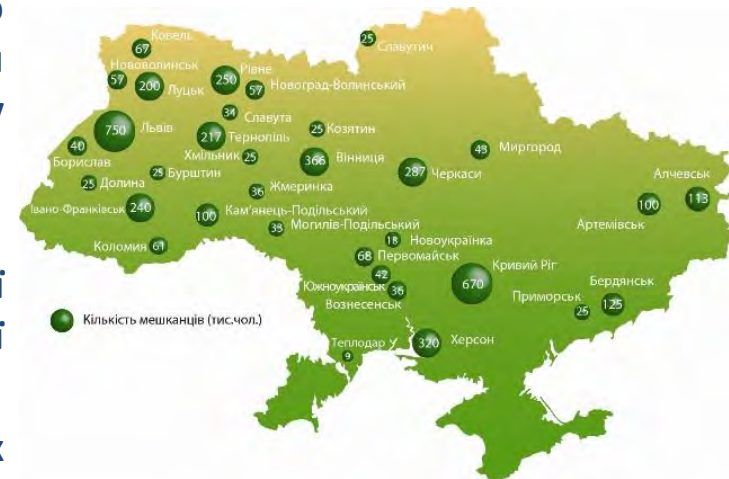 Ковель
67
Славутич
25
Нововолинськ
57
Луцьк
200
Рівне
250
Новоград-Волинський
57
Славута
34
Львів
750
Тернопіль
217
Козятин
25
Хмільник
25
Вінниця
366
Черкаси
287
Миргород
43
Борислав
40
Долина
25
Бурштин
25
Жмеринка
36
Алчевськ
113
Артемівськ
100
Івано-Франківськ
240
Кам'янець-Подільський
100
Могилів-Подільський
Коломия
61
Новоукраїнка
18
Первомайськ
68
Южноукраїнськ
42
Вознесенськ
36
Кривий Ріг
670
Бердянськ
125
Приморськ
25
Кількість мешканців (тис.чол.)
Теплодар
9
Херсон
320